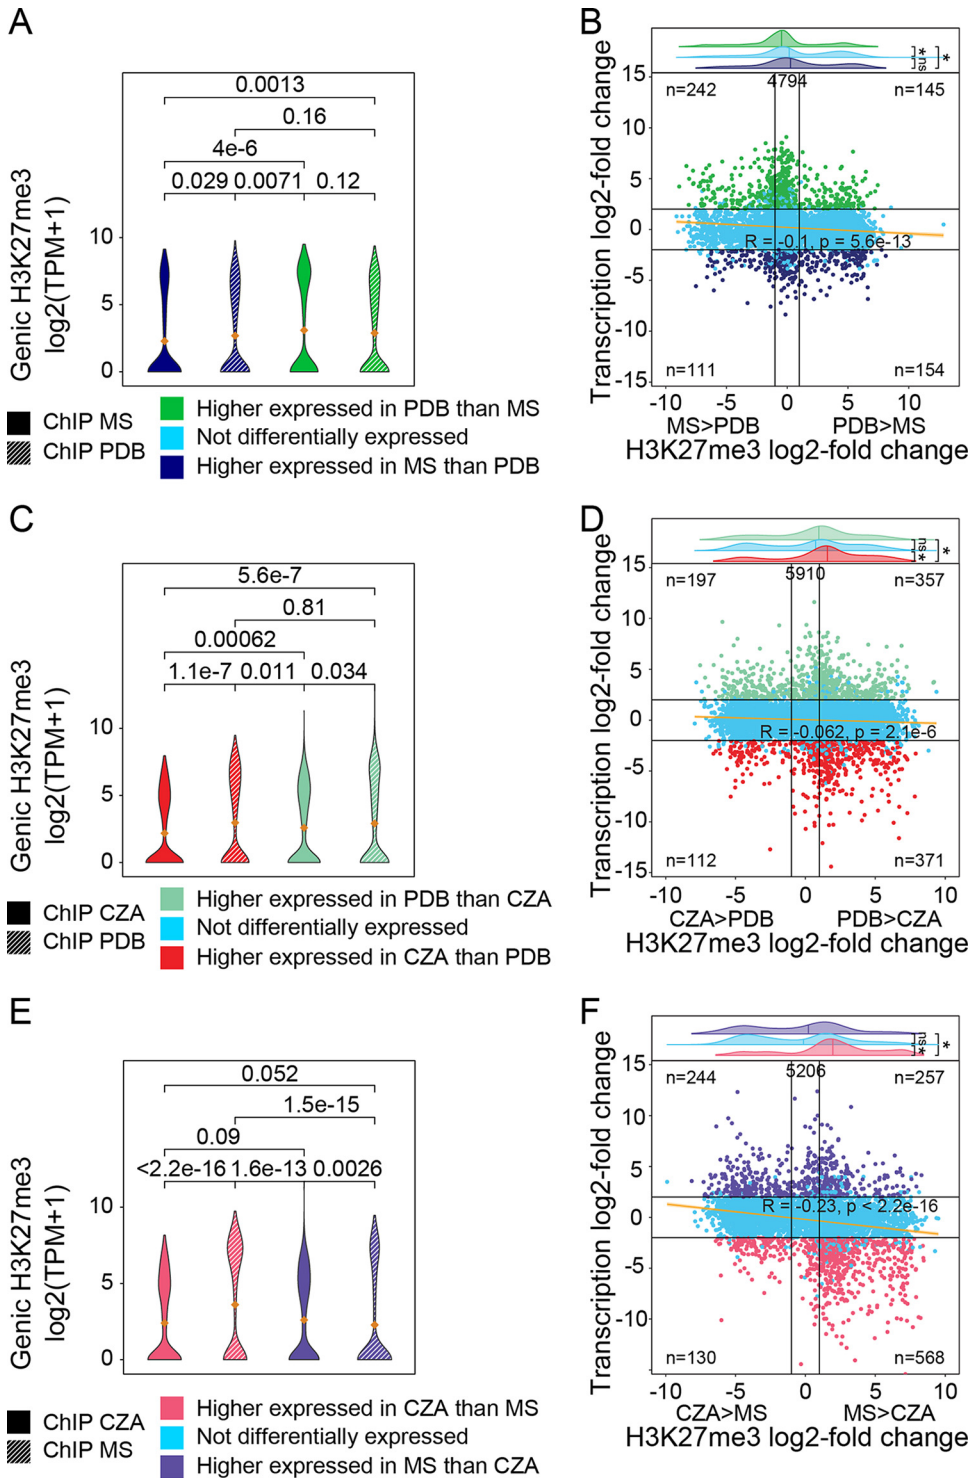 A
0.0013
0.16
4e-6
0.029 0.0071 0.12
10
5
0
Genic H3K27me3
log2(TPM+1)
ChIP MS
ChIP PDB
Higher expressed in PDB than MS
Not differentially expressed
Higher expressed in MS than PDB
B
*
ns
*
15
10
5
0
-5
-10
-15
Transcription log2-fold change
n=242
4794
n=145
R = -0.1, p = 5.6e-13
n=111
n=154
-10 -5 0 5 10
MS>PDB PDB>MS
H3K27me3 log2-fold change
C
5.6e-7
0.81
0.00062
1.1e-7 0.011 0.034
10
5
0
Genic H3K27me3
log2(TPM+1)
ChIP CZA
ChIP PDB
Higher expressed in PDB than CZA
Not differentially expressed
Higher expressed in CZA than PDB
D
ns
*
*
15
10
5
0
-5
-10
-15
Transcription log2-fold change
n=197
5910
n=357
R = -0.062, p = 2.1e-6
n=112
n=371
-10 -5 0 5 10
CZA>PDB PDB>CZA
H3K27me3 log2-fold change
E
0.052
1.5e-15
0.09
<2.2e-16 1.6e-13 0.0026
10
5
0
Genic H3K27me3
log2(TPM+1)
ChIP CZA
ChIP MS
Higher expressed in CZA than MS
Not differentially expressed
Higher expressed in MS than CZA
F
ns
*
*
15
10
5
0
-5
-10
Transcription log2-fold change
n=244
5206
n=257
R = -0.23, p < 2.2e-16
n=130
n=568
-10 -5 0 5 10
CZA>MS MS>CZA
H3K27me3 log2-fold change